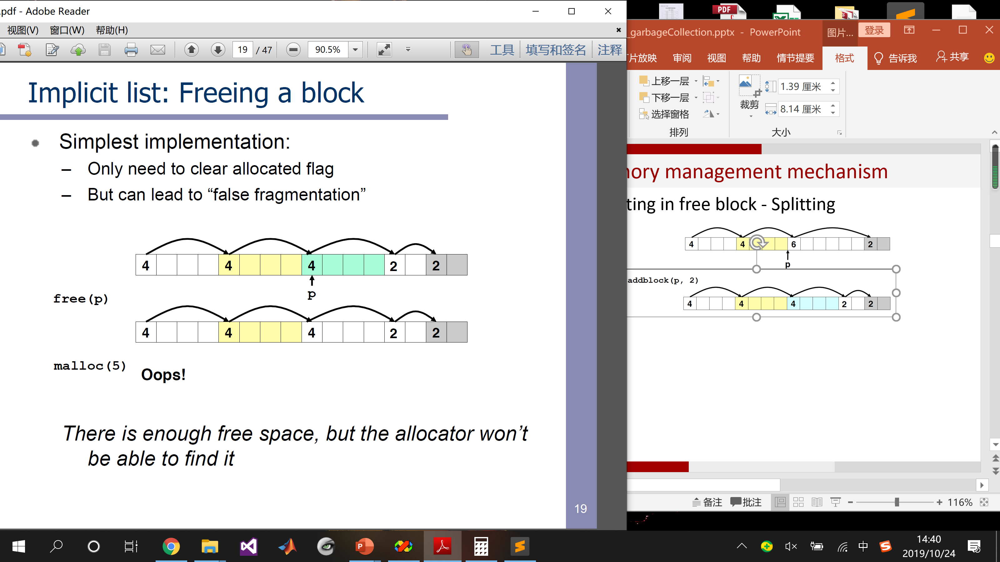 .pdf - Adobe Reader
视图(V) 窗口(W) 帮助(H)
19 / 47 90.5% 工具 填写和签名 注释
Implicit list: Freeing a block
Simplest implementation:
– Only need to clear allocated flag
– But can lead to “false fragmentation”
4 4 4 2 2
p
free(p)
4 4 4 2 2
malloc(5) Oops!
There is enough free space, but the allocator won’t
be able to find it
19
PDF
_garbageCollection.pptx - PowerPoint 图片... 登录
片放映 审阅 视图 帮助 情节提要 格式 告诉我 共享
上移一层
下移一层
选择窗格
排列
裁剪
1.39 厘米
8.14 厘米
大小
ory management mechanism
ting in free block - Splitting
4 4 6 2
p
addblock(p, 2)
4 4 4 2 2
备注 批注 116%
中
14:40
2019/10/24